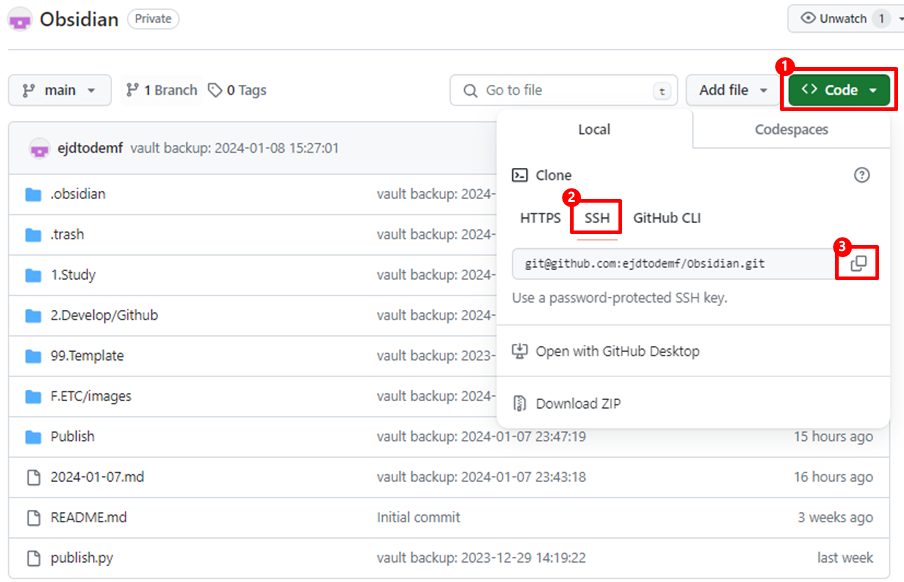 Obsidian Private
Unwatch 1
main 1 Branch 0 Tags
Go to file t
Add file
1
Code
Local Codespaces
ejdtodemf vault backup: 2024-01-08 15:27:01
Clone
2
HTTPS SSH GitHub CLI
3
git@github.com:ejdtodemf/Obsidian.git
Use a password-protected SSH key.
Open with GitHub Desktop
Download ZIP
.obsidian vault backup: 2024-
.trash vault backup: 2024-
1.Study vault backup: 2024-
2.Develop/Github vault backup: 2024-
99.Template vault backup: 2023-
F.ETC/images vault backup: 2024-
Publish vault backup: 2024-01-07 23:47:19 15 hours ago
2024-01-07.md vault backup: 2024-01-07 23:43:18 16 hours ago
README.md Initial commit 3 weeks ago
publish.py vault backup: 2023-12-29 14:19:22 last week